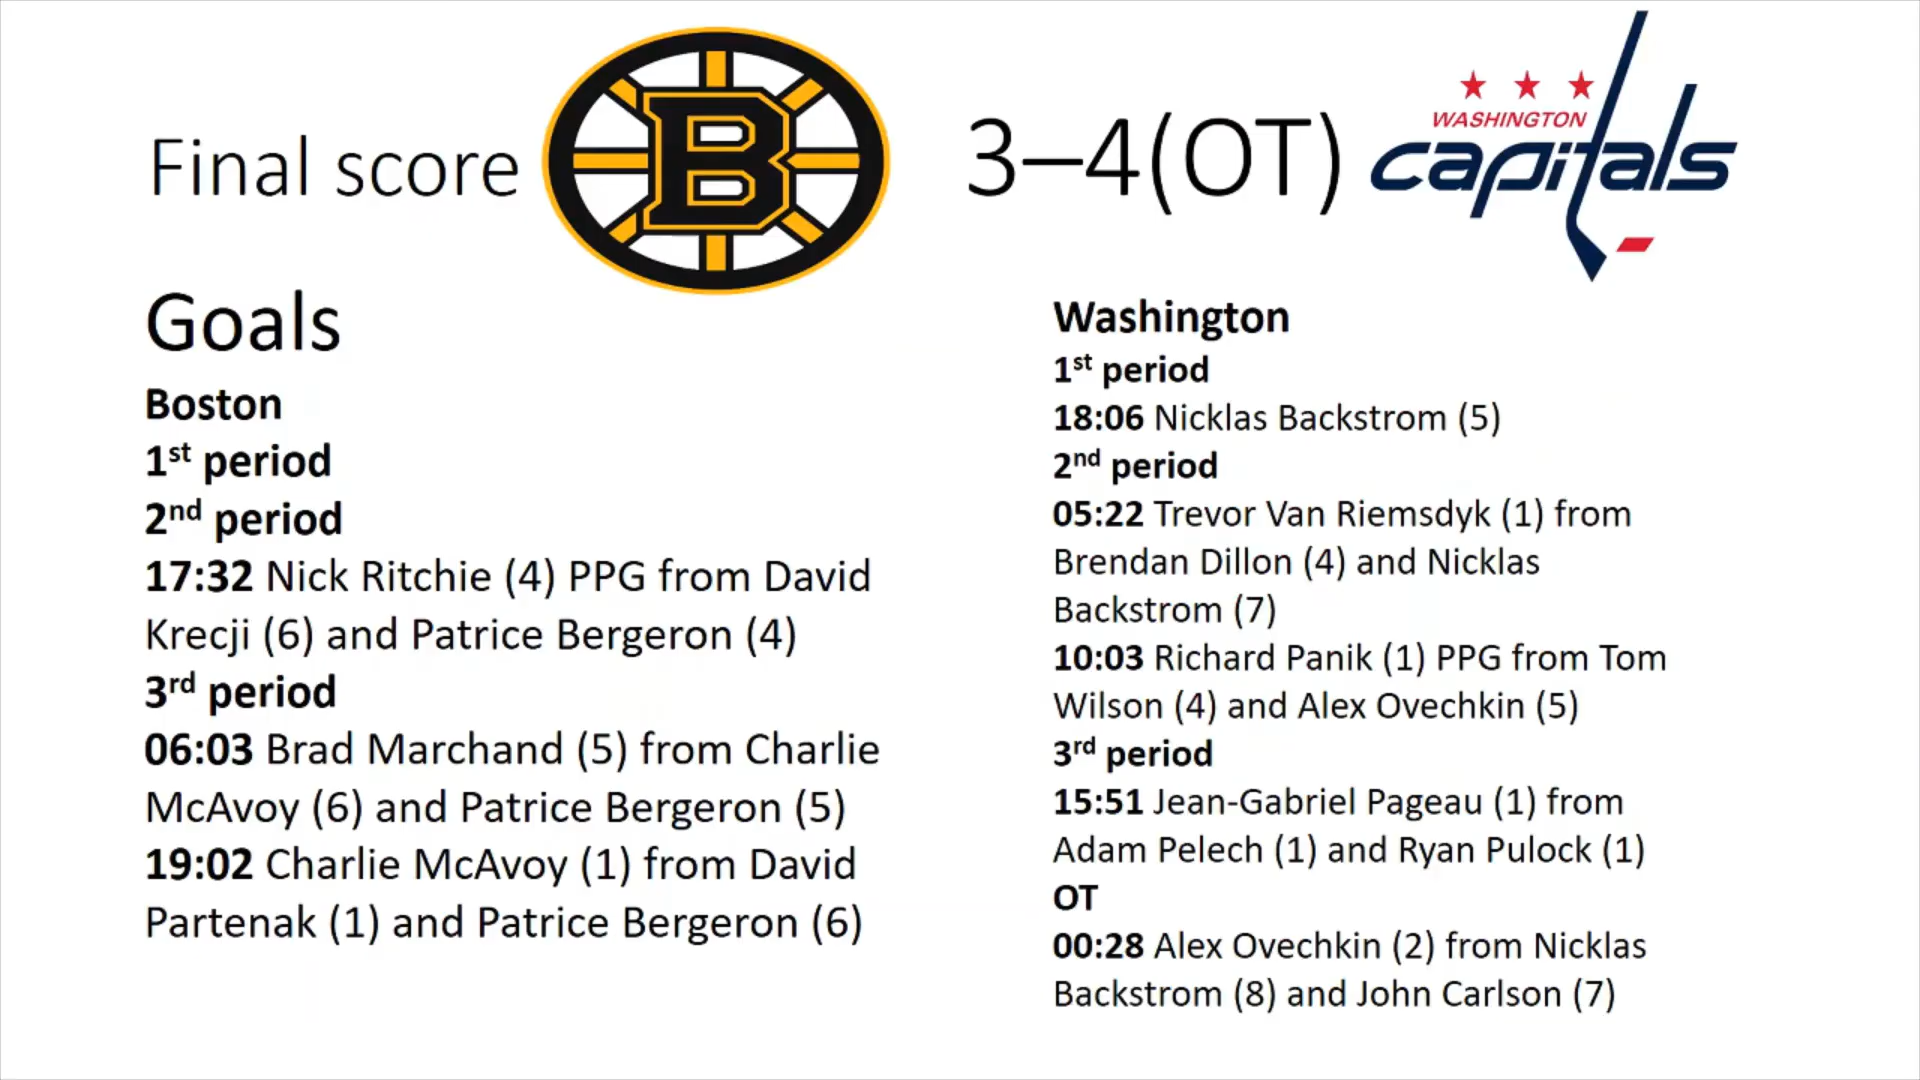 Final score
B
3–4(OT)
WASHINGTON
capitals
Goals
Boston
1st period
2nd period
17:32 Nick Ritchie (4) PPG from David
Krecji (6) and Patrice Bergeron (4)
3rd period
06:03 Brad Marchand (5) from Charlie
McAvoy (6) and Patrice Bergeron (5)
19:02 Charlie McAvoy (1) from David
Partenak (1) and Patrice Bergeron (6)
Washington
1st period
18:06 Nicklas Backstrom (5)
2nd period
05:22 Trevor Van Riemsdyk (1) from
Brendan Dillon (4) and Nicklas
Backstrom (7)
10:03 Richard Panik (1) PPG from Tom
Wilson (4) and Alex Ovechkin (5)
3rd period
15:51 Jean-Gabriel Pageau (1) from
Adam Pelech (1) and Ryan Pulock (1)
OT
00:28 Alex Ovechkin (2) from Nicklas
Backstrom (8) and John Carlson (7)